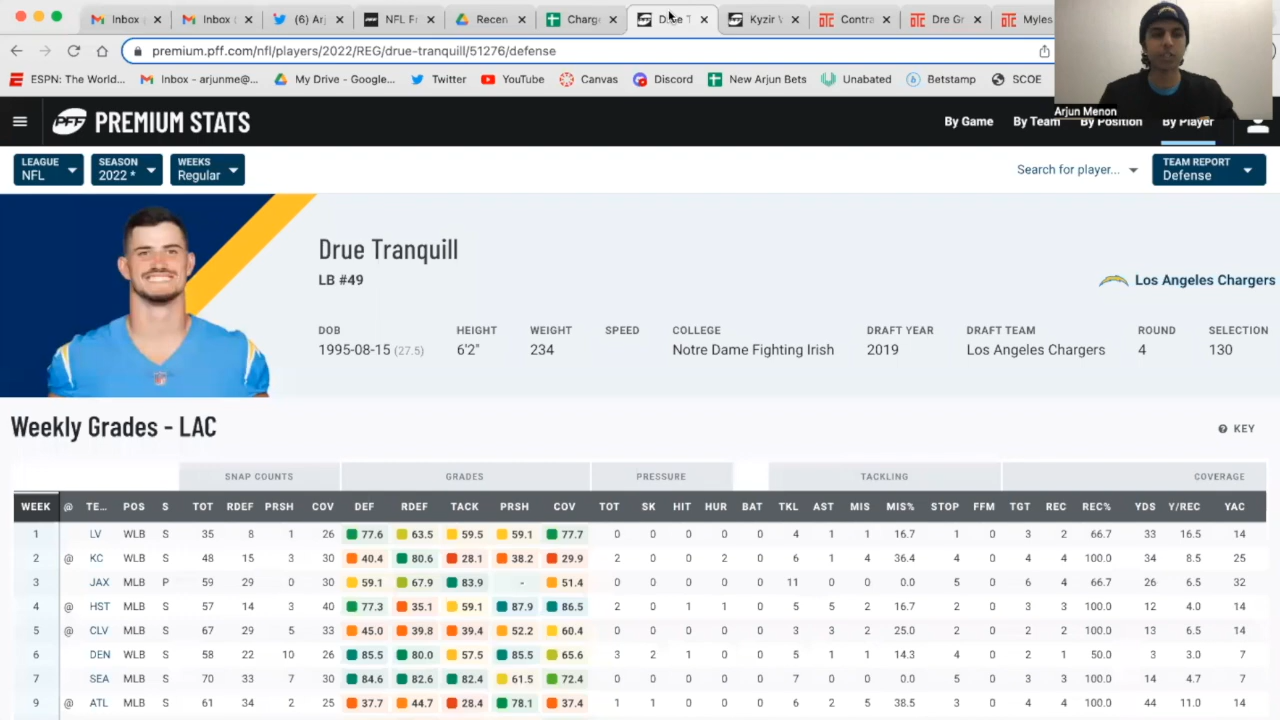 Inbox ( × Inbox ( × (6) Arj × NFL F × Recen × Charge × Drue T × Kyzir V × Contra × Dre Gr × Myles
premium.pff.com/nfl/players/2022/REG/drue-tranquill/51276/defense
ESPN: The World... Inbox - arjunme@... My Drive - Google... Twitter YouTube Canvas Discord New Arjun Bets Unabated Betstamp SCOE
Arjun Menon
PFF PREMIUM STATS By Game By Team By Position By Player
LEAGUE SEASON WEEKS TEAM REPORT
NFL 2022 * Regular Search for player... Defense
Drue Tranquill
LB #49 Los Angeles Chargers
DOB HEIGHT WEIGHT SPEED COLLEGE DRAFT YEAR DRAFT TEAM ROUND SELECTION
1995-08-15 (27.5) 6'2" 234 Notre Dame Fighting Irish 2019 Los Angeles Chargers 4 130
Weekly Grades - LAC KEY
SNAP COUNTS GRADES PRESSURE TACKLING COVERAGE
WEEK @ TE... POS S TOT RDEF PRSH COV DEF RDEF TACK PRSH COV TOT SK HIT HUR BAT TKL AST MIS MIS% STOP FFM TGT REC REC% YDS Y/REC YAC
1 LV WLB S 35 8 1 26 77.6 63.5 59.5 59.1 77.7 0 0 0 0 0 4 1 1 16.7 1 0 3 2 66.7 33 16.5 14
2 @ KC WLB S 48 15 3 30 40.4 80.6 28.1 38.2 29.9 2 0 0 2 0 6 1 4 36.4 3 0 4 4 100.0 34 8.5 25
3 JAX MLB P 59 29 0 30 59.1 67.9 83.9 - 51.4 0 0 0 0 0 11 0 0 0.0 5 0 6 4 66.7 26 6.5 32
4 @ HST MLB S 57 14 3 40 77.3 35.1 59.1 87.9 86.5 2 0 1 1 0 5 5 2 16.7 2 0 3 3 100.0 12 4.0 14
5 @ CLV MLB S 67 29 5 33 45.0 39.8 39.4 52.2 60.4 0 0 0 0 0 3 3 2 25.0 2 0 2 2 100.0 13 6.5 14
6 DEN WLB S 58 22 10 26 85.5 80.0 57.5 85.5 65.6 3 2 0 1 0 5 1 1 14.3 4 0 2 1 50.0 3 3.0 7
7 SEA MLB S 70 33 7 30 84.6 82.6 82.4 61.5 72.4 0 0 0 0 0 7 0 0 0.0 5 0 3 3 100.0 14 4.7 7
9 @ ATL MLB S 61 34 2 25 37.7 44.7 28.4 78.1 37.4 1 1 0 0 0 6 2 5 38.5 3 0 4 4 100.0 44 11.0 14